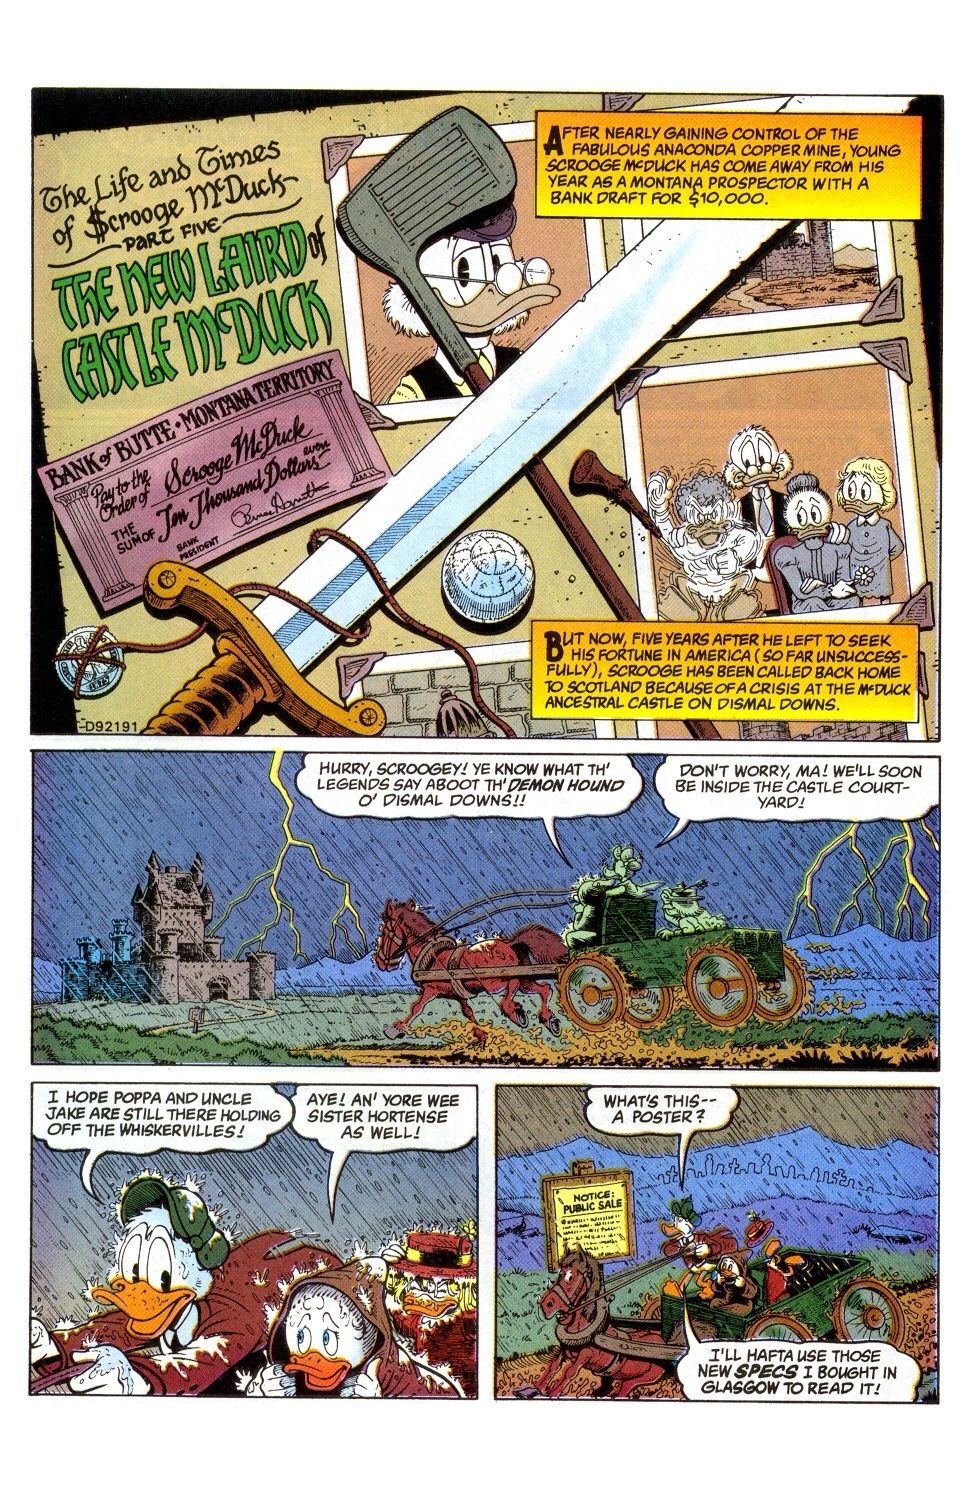 The Life and Times
of $crooge McDuck
PART FIVE
THE NEW LAIRD of
CASTLE McDUCK
AFTER NEARLY GAINING CONTROL OF THE
FABULOUS ANACONDA COPPER MINE, YOUNG
SCROOGE McDUCK HAS COME AWAY FROM HIS
YEAR AS A MONTANA PROSPECTOR WITH A
BANK DRAFT FOR $10,000.
BANK of BUTTE • MONTANA TERRITORY
Pay to the
Order of
Scrooge McDuck
THE
SUM OF
Ten Thousand Dollars even
BANK
PRESIDENT
BUT NOW, FIVE YEARS AFTER HE LEFT TO SEEK
HIS FORTUNE IN AMERICA (SO FAR UNSUCCESS-
FULLY), SCROOGE HAS BEEN CALLED BACK HOME
TO SCOTLAND BECAUSE OF A CRISIS AT THE McDUCK
ANCESTRAL CASTLE ON DISMAL DOWNS.
D92191
HURRY, SCROOGEY! YE KNOW WHAT TH'
LEGENDS SAY ABOOT TH' DEMON HOUND
O' DISMAL DOWNS!!
DON'T WORRY, MA! WE'LL SOON
BE INSIDE THE CASTLE COURT-
YARD!
I HOPE POPPA AND UNCLE
JAKE ARE STILL THERE HOLDING
OFF THE WHISKERVILLES!
AYE! AN' YORE WEE
SISTER HORTENSE
AS WELL!
WHAT'S THIS--
A POSTER?
NOTICE:
PUBLIC SALE
I'LL HAFTA USE THOSE
NEW SPECS I BOUGHT IN
GLASGOW TO READ IT!